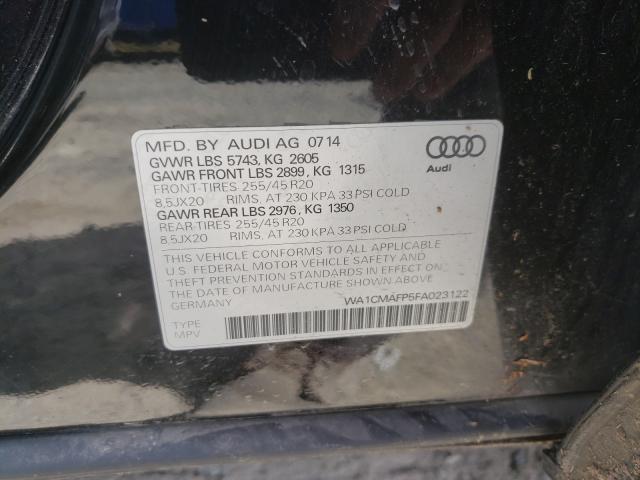 MFD. BY AUDI AG 07 14
GVWR LBS 5743, KG 2605
GAWR FRONT LBS 2899, KG 1315
FRONT-TIRES 255/45 R20
8,5JX20 RIMS, AT 230 KPA 33 PSI COLD
GAWR REAR LBS 2976, KG 1350
REAR-TIRES 255/45 R20
8,5JX20 RIMS, AT 230 KPA 33 PSI COLD
Audi
THIS VEHICLE CONFORMS TO ALL APPLICABLE
U.S. FEDERAL MOTOR VEHICLE SAFETY AND
THEFT PREVENTION STANDARDS IN EFFECT ON
THE DATE OF MANUFACTURE SHOWN ABOVE
GERMANY
WA1CMAFP5FA023122
TYPE
MPV